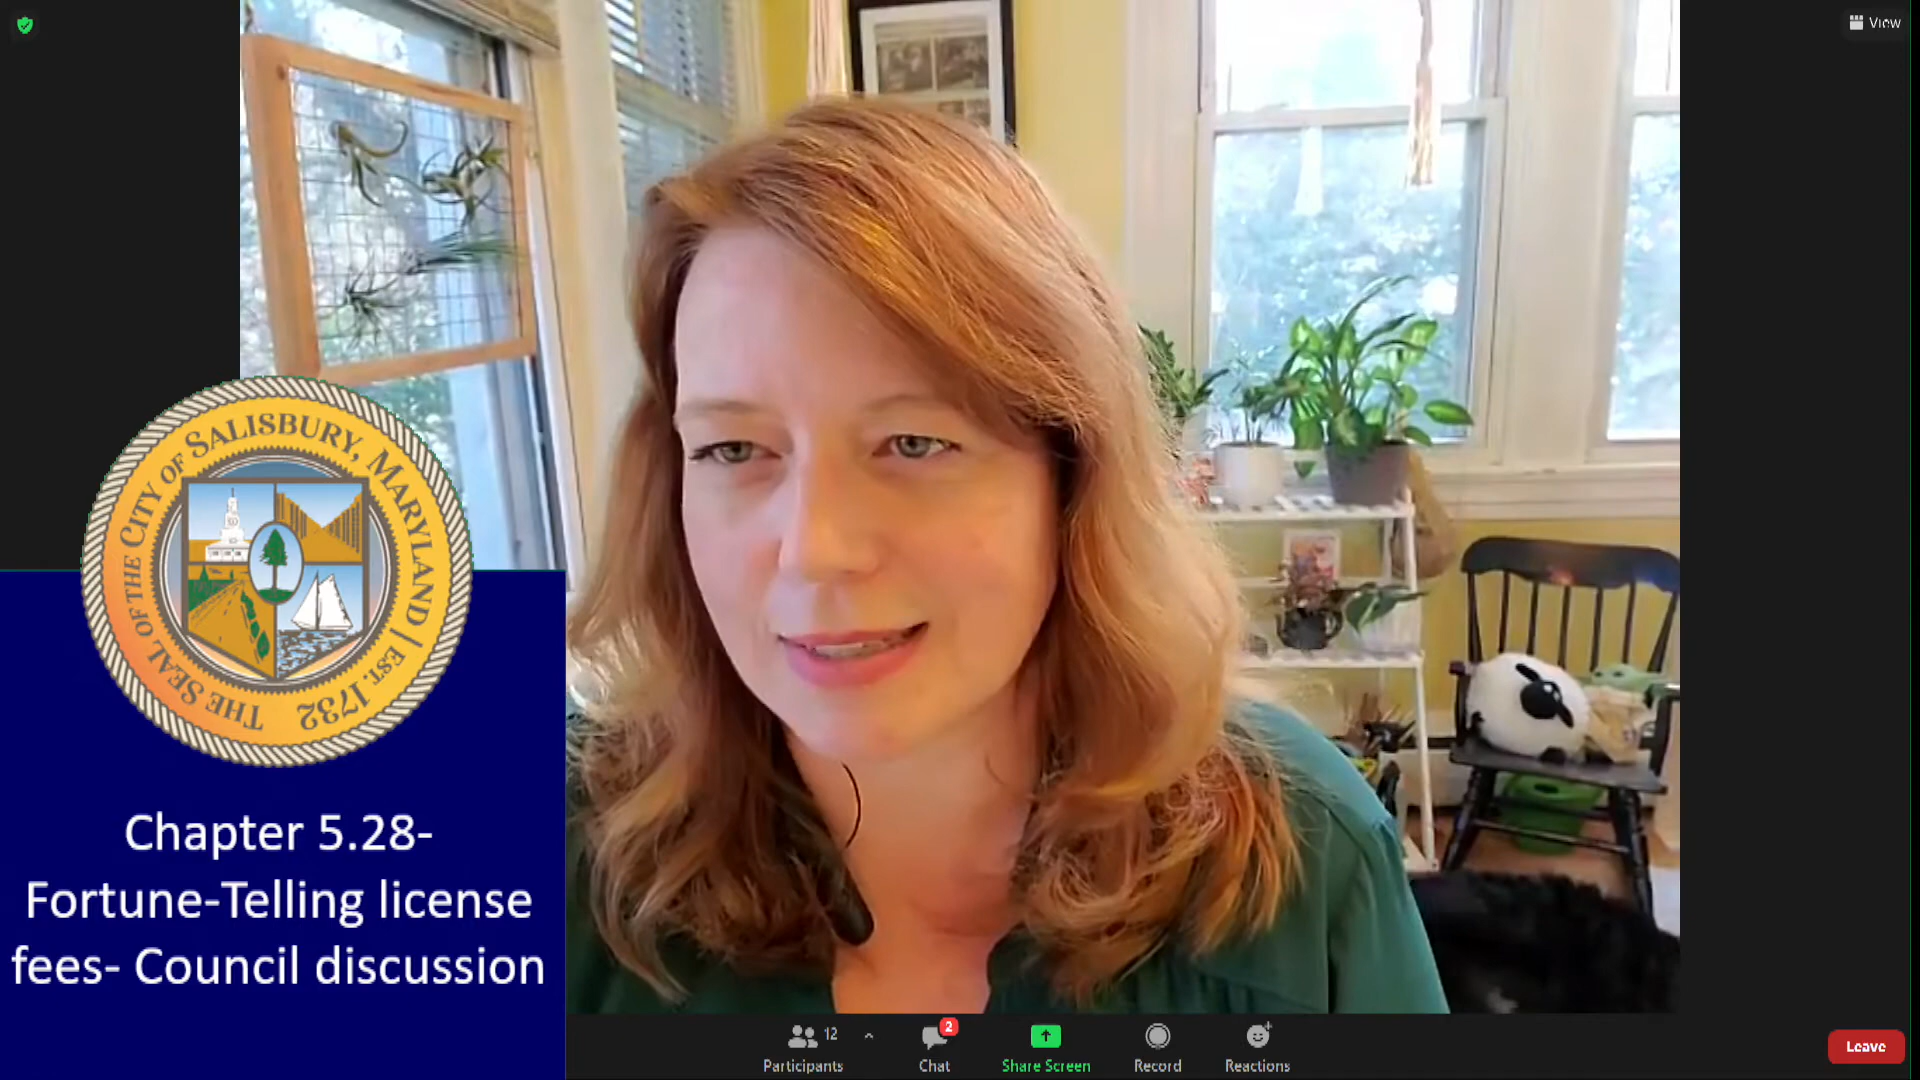 View
THE SEAL OF THE CITY OF SALISBURY, MARYLAND | EST. 1732
Chapter 5.28-
Fortune-Telling license
fees- Council discussion
12
2
Participants
Chat
Share Screen
Record
Reactions
Leave